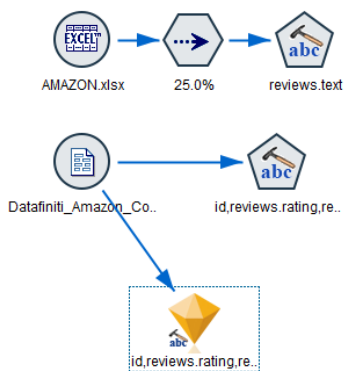 EXCEL
abc
AMAZON.xlsx
25.0%
reviews.text
abc
Datafiniti_Amazon_Co..
id,reviews.rating,re..
abc
id,reviews.rating,re..